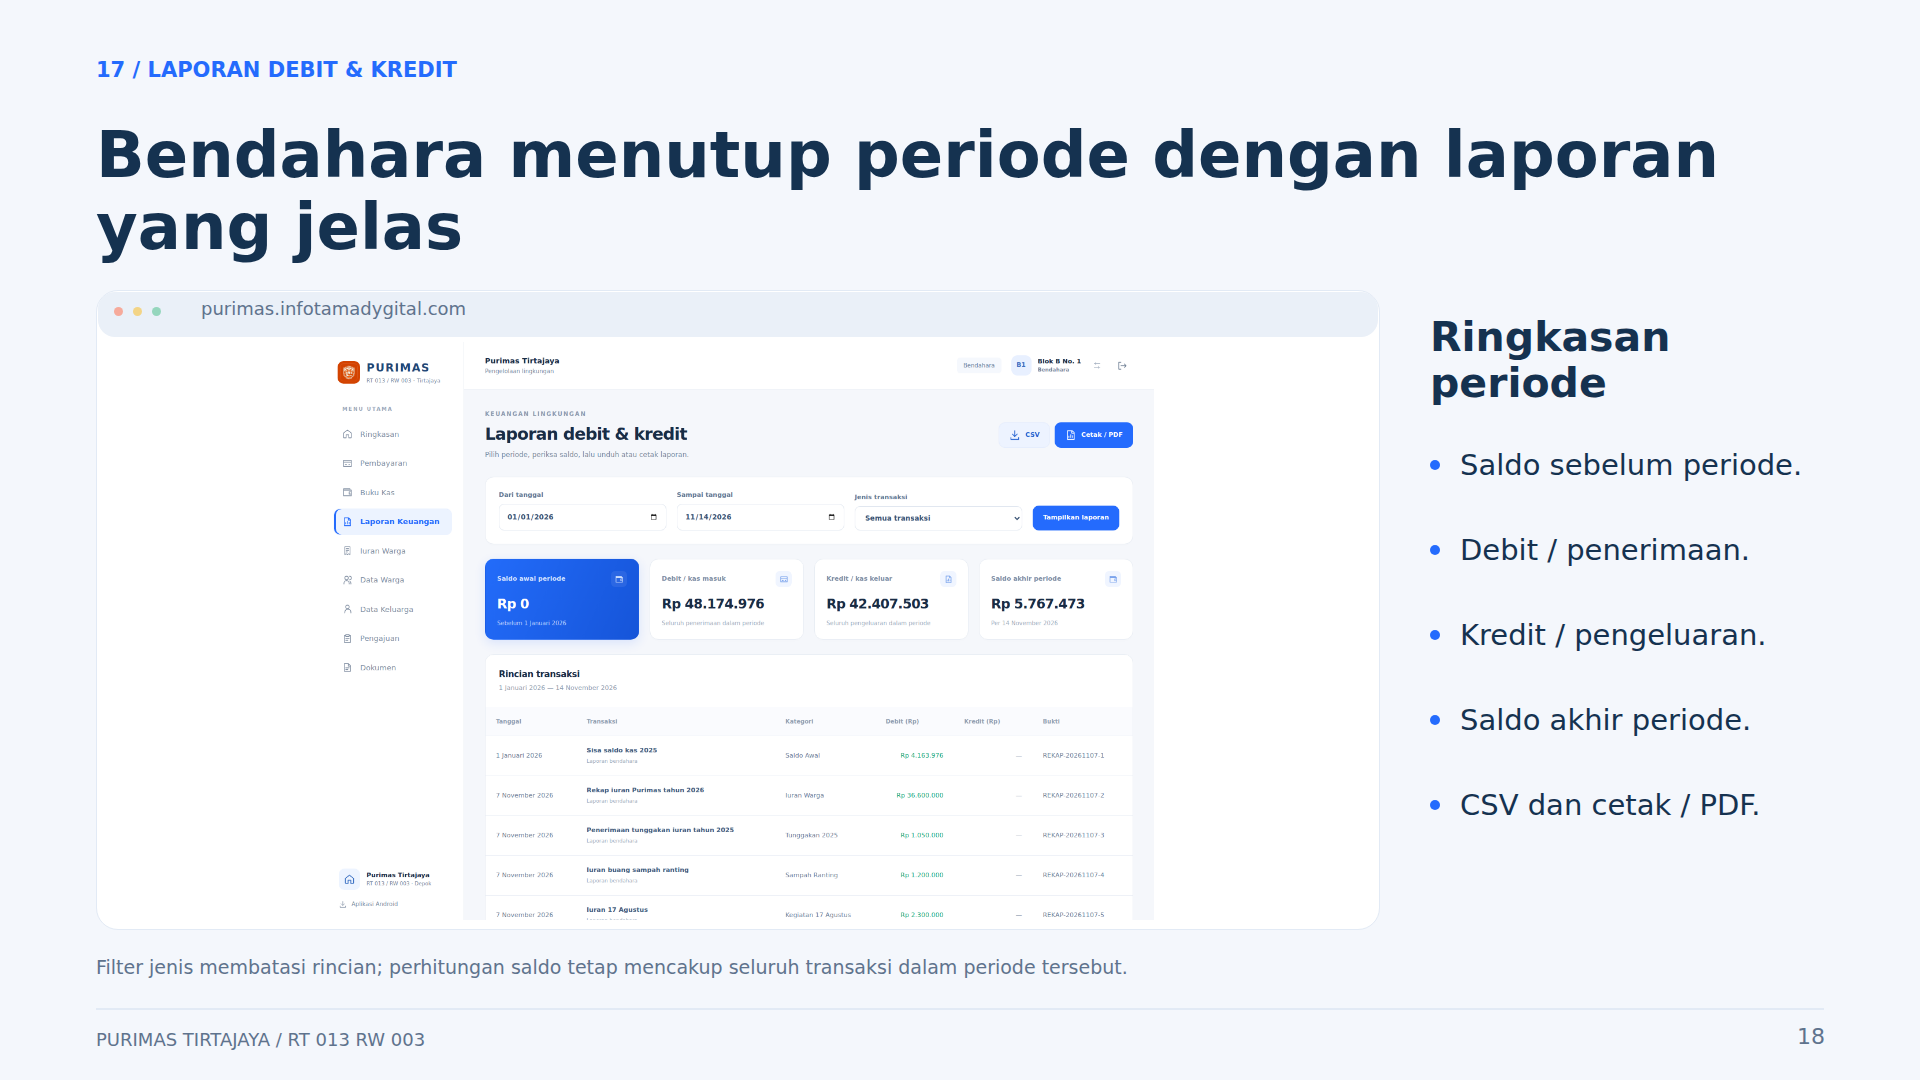 17 / LAPORAN DEBIT & KREDIT
Bendahara menutup periode dengan laporan
yang jelas
purimas.infotamadygital.com
PURIMAS
RT 013 / RW 003 · Tirtajaya
MENU UTAMA
Ringkasan
Pembayaran
Buku Kas
Laporan Keuangan
Iuran Warga
Data Warga
Data Keluarga
Pengajuan
Dokumen
Purimas Tirtajaya
RT 013 / RW 003 · Depok
Aplikasi Android
Purimas Tirtajaya
Pengelolaan lingkungan
Bendahara
B1
Blok B No. 1
Bendahara
KEUANGAN LINGKUNGAN
Laporan debit & kredit
Pilih periode, periksa saldo, lalu unduh atau cetak laporan.
CSV
Cetak / PDF
Dari tanggal
01/01/2026
Sampai tanggal
11/14/2026
Jenis transaksi
Semua transaksi
Tampilkan laporan
Saldo awal periode
Rp 0
Sebelum 1 Januari 2026
Debit / kas masuk
Rp 48.174.976
Seluruh penerimaan dalam periode
Kredit / kas keluar
Rp 42.407.503
Seluruh pengeluaran dalam periode
Saldo akhir periode
Rp 5.767.473
Per 14 November 2026
Rincian transaksi
1 Januari 2026 — 14 November 2026
Tanggal Transaksi Kategori Debit (Rp) Kredit (Rp) Bukti
1 Januari 2026 Sisa saldo kas 2025 Saldo Awal Rp 4.163.976 — REKAP-20261107-1
Laporan bendahara
7 November 2026 Rekap iuran Purimas tahun 2026 Iuran Warga Rp 36.600.000 — REKAP-20261107-2
Laporan bendahara
7 November 2026 Penerimaan tunggakan iuran tahun 2025 Tunggakan 2025 Rp 1.050.000 — REKAP-20261107-3
Laporan bendahara
7 November 2026 Iuran buang sampah ranting Sampah Ranting Rp 1.200.000 — REKAP-20261107-4
Laporan bendahara
7 November 2026 Iuran 17 Agustus Kegiatan 17 Agustus Rp 2.300.000 — REKAP-20261107-5
Ringkasan
periode
Saldo sebelum periode.
Debit / penerimaan.
Kredit / pengeluaran.
Saldo akhir periode.
CSV dan cetak / PDF.
Filter jenis membatasi rincian; perhitungan saldo tetap mencakup seluruh transaksi dalam periode tersebut.
PURIMAS TIRTAJAYA / RT 013 RW 003
18